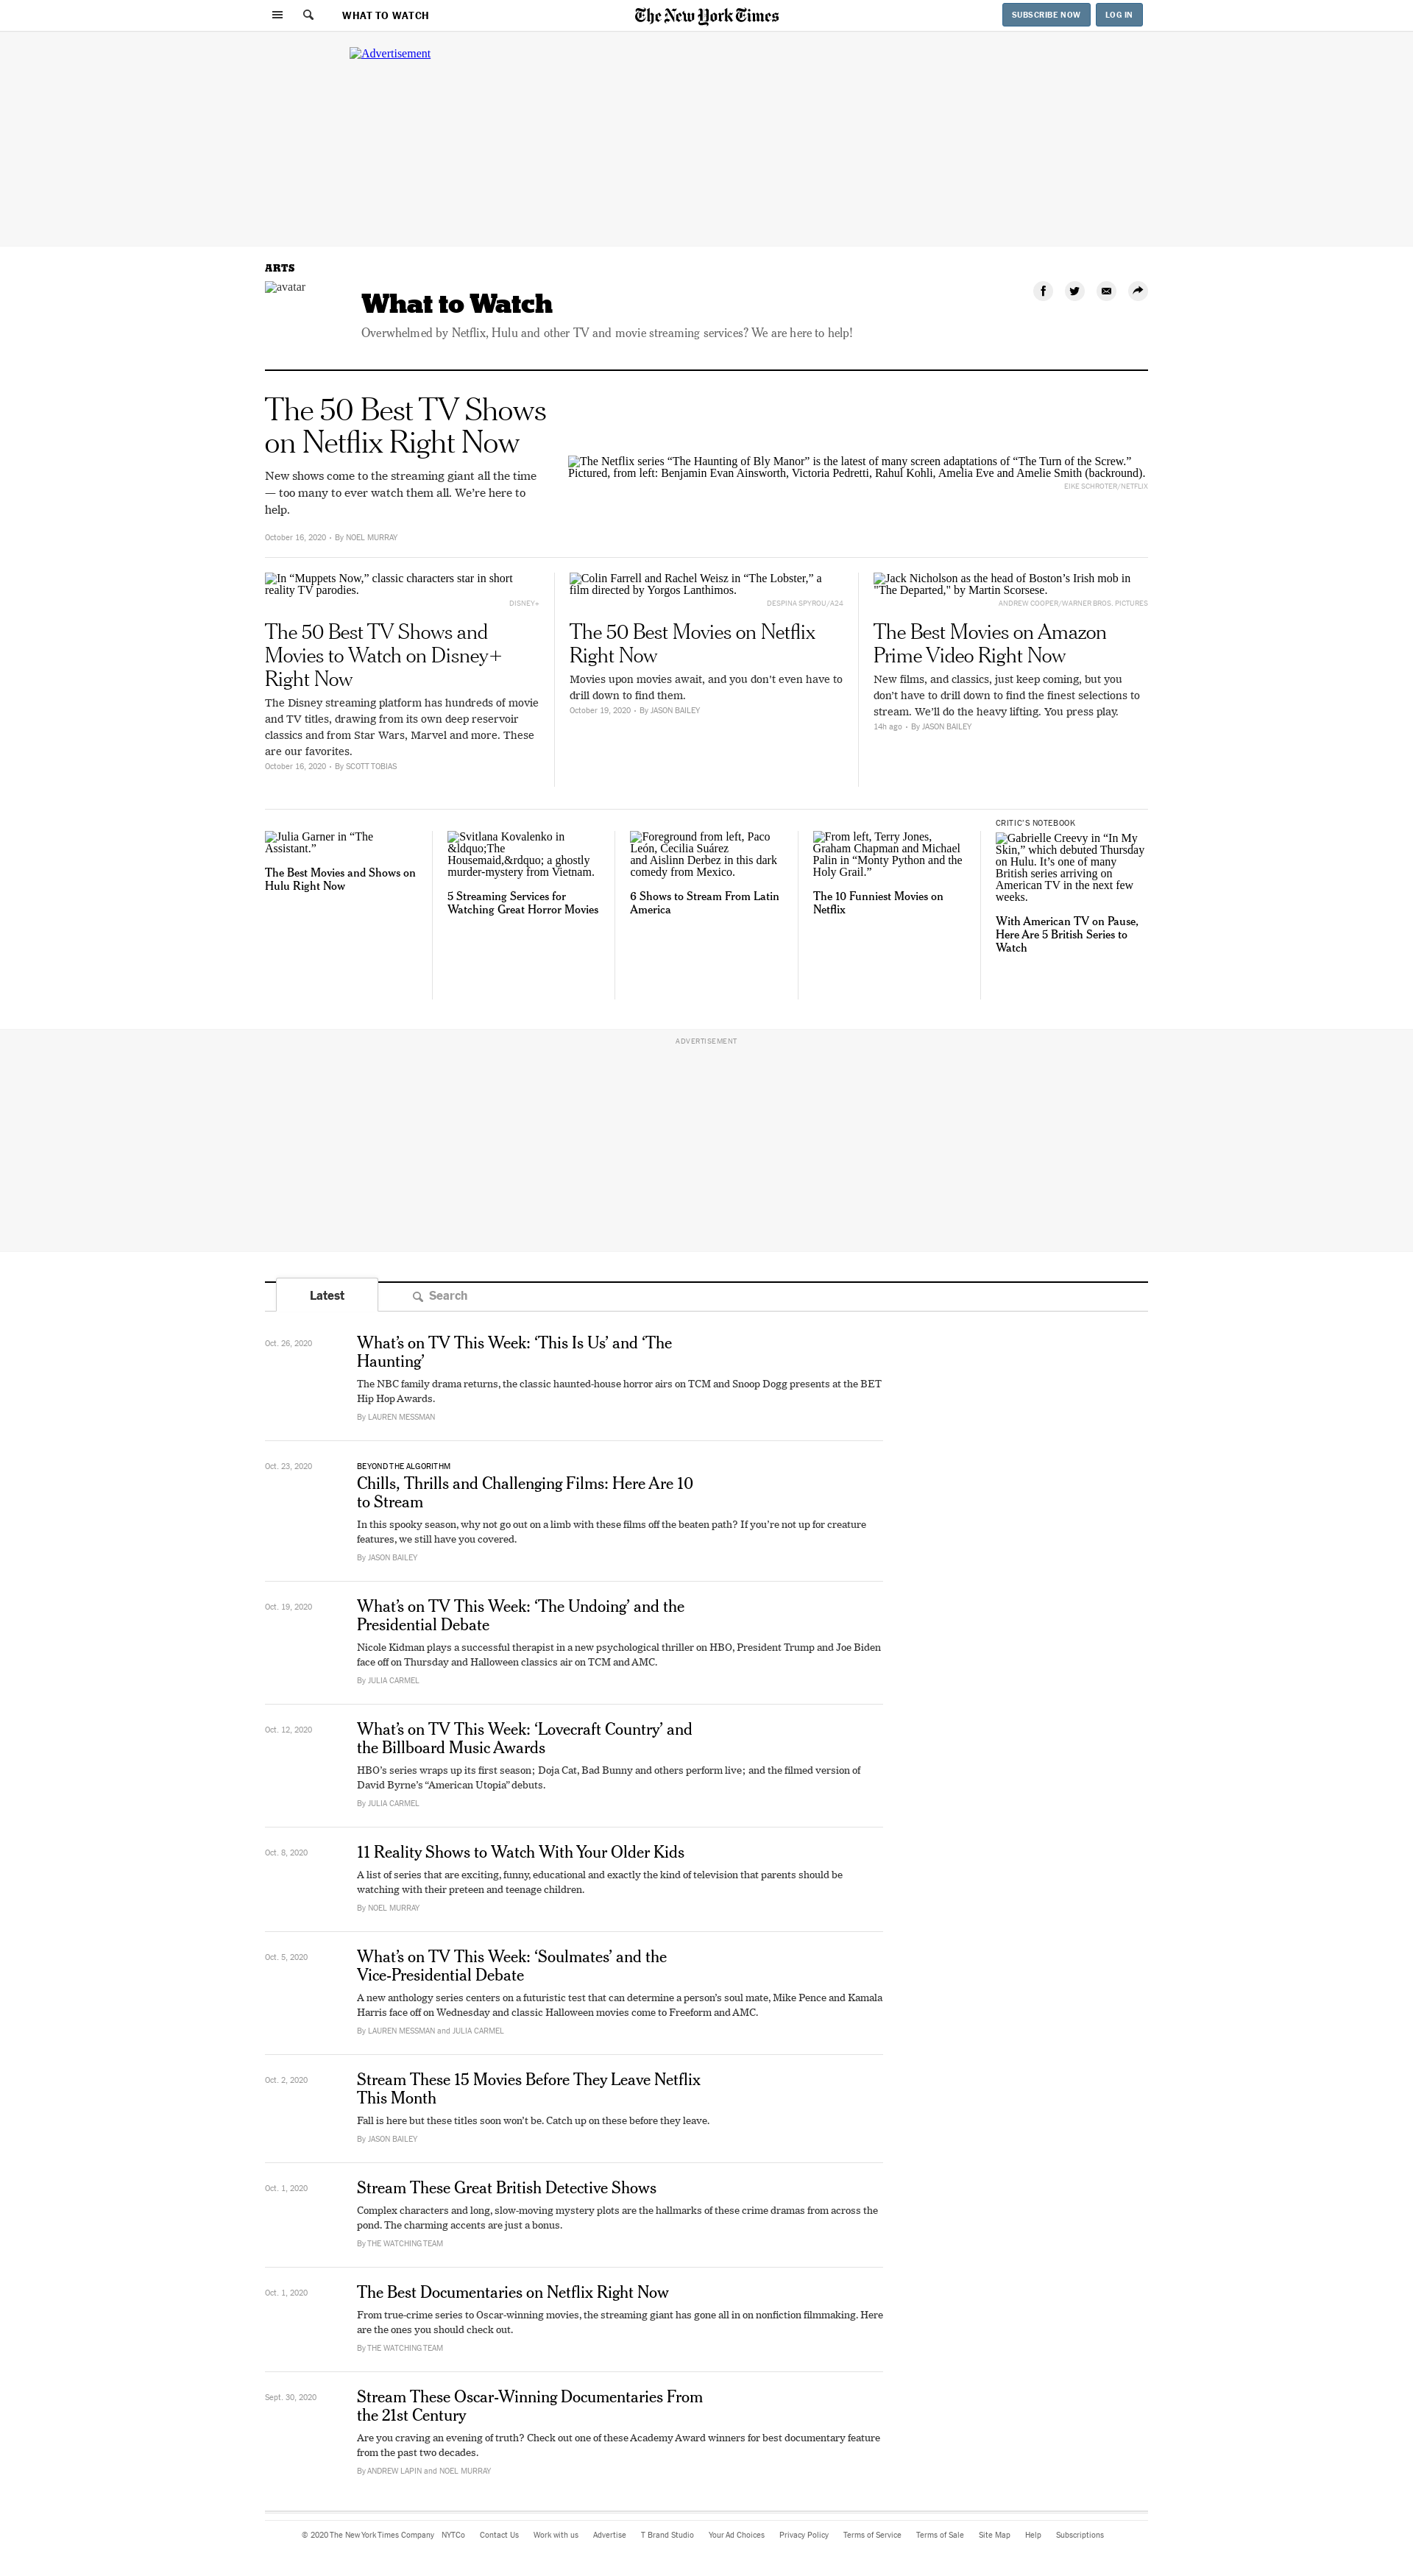 WHAT TO WATCH
The New York Times
SUBSCRIBE NOW
LOG IN
Advertisement
ARTS
avatar
What to Watch
Overwhelmed by Netflix, Hulu and other TV and movie streaming services? We are here to help!
The 50 Best TV Shows
on Netflix Right Now
New shows come to the streaming giant all the time
— too many to ever watch them all. We’re here to
help.
October 16, 2020 • By NOEL MURRAY
The Netflix series “The Haunting of Bly Manor” is the latest of many screen adaptations of “The Turn of the Screw.”
Pictured, from left: Benjamin Evan Ainsworth, Victoria Pedretti, Rahul Kohli, Amelia Eve and Amelie Smith (backround).
EIKE SCHROTER/NETFLIX
In “Muppets Now,” classic characters star in short
reality TV parodies.
DISNEY+
The 50 Best TV Shows and
Movies to Watch on Disney+
Right Now
The Disney streaming platform has hundreds of movie
and TV titles, drawing from its own deep reservoir
classics and from Star Wars, Marvel and more. These
are our favorites.
October 16, 2020 • By SCOTT TOBIAS
Colin Farrell and Rachel Weisz in “The Lobster,” a
film directed by Yorgos Lanthimos.
DESPINA SPYROU/A24
The 50 Best Movies on Netflix
Right Now
Movies upon movies await, and you don’t even have to
drill down to find them.
October 19, 2020 • By JASON BAILEY
Jack Nicholson as the head of Boston’s Irish mob in
"The Departed," by Martin Scorsese.
ANDREW COOPER/WARNER BROS. PICTURES
The Best Movies on Amazon
Prime Video Right Now
New films, and classics, just keep coming, but you
don’t have to drill down to find the finest selections to
stream. We’ll do the heavy lifting. You press play.
14h ago • By JASON BAILEY
Julia Garner in “The
Assistant.”
The Best Movies and Shows on
Hulu Right Now
Svitlana Kovalenko in
&ldquo;The
Housemaid,&rdquo; a ghostly
murder-mystery from Vietnam.
5 Streaming Services for
Watching Great Horror Movies
Foreground from left, Paco
León, Cecilia Suárez
and Aislinn Derbez in this dark
comedy from Mexico.
6 Shows to Stream From Latin
America
From left, Terry Jones,
Graham Chapman and Michael
Palin in “Monty Python and the
Holy Grail.”
The 10 Funniest Movies on
Netflix
CRITIC’S NOTEBOOK
Gabrielle Creevy in “In My
Skin,” which debuted Thursday
on Hulu. It’s one of many
British series arriving on
American TV in the next few
weeks.
With American TV on Pause,
Here Are 5 British Series to
Watch
ADVERTISEMENT
Latest
Search
Oct. 26, 2020
What’s on TV This Week: ‘This Is Us’ and ‘The
Haunting’
The NBC family drama returns, the classic haunted-house horror airs on TCM and Snoop Dogg presents at the BET
Hip Hop Awards.
By LAUREN MESSMAN
Oct. 23, 2020
BEYOND THE ALGORITHM
Chills, Thrills and Challenging Films: Here Are 10
to Stream
In this spooky season, why not go out on a limb with these films off the beaten path? If you’re not up for creature
features, we still have you covered.
By JASON BAILEY
Oct. 19, 2020
What’s on TV This Week: ‘The Undoing’ and the
Presidential Debate
Nicole Kidman plays a successful therapist in a new psychological thriller on HBO, President Trump and Joe Biden
face off on Thursday and Halloween classics air on TCM and AMC.
By JULIA CARMEL
Oct. 12, 2020
What’s on TV This Week: ‘Lovecraft Country’ and
the Billboard Music Awards
HBO’s series wraps up its first season; Doja Cat, Bad Bunny and others perform live; and the filmed version of
David Byrne’s “American Utopia” debuts.
By JULIA CARMEL
Oct. 8, 2020
11 Reality Shows to Watch With Your Older Kids
A list of series that are exciting, funny, educational and exactly the kind of television that parents should be
watching with their preteen and teenage children.
By NOEL MURRAY
Oct. 5, 2020
What’s on TV This Week: ‘Soulmates’ and the
Vice-Presidential Debate
A new anthology series centers on a futuristic test that can determine a person’s soul mate, Mike Pence and Kamala
Harris face off on Wednesday and classic Halloween movies come to Freeform and AMC.
By LAUREN MESSMAN and JULIA CARMEL
Oct. 2, 2020
Stream These 15 Movies Before They Leave Netflix
This Month
Fall is here but these titles soon won’t be. Catch up on these before they leave.
By JASON BAILEY
Oct. 1, 2020
Stream These Great British Detective Shows
Complex characters and long, slow-moving mystery plots are the hallmarks of these crime dramas from across the
pond. The charming accents are just a bonus.
By THE WATCHING TEAM
Oct. 1, 2020
The Best Documentaries on Netflix Right Now
From true-crime series to Oscar-winning movies, the streaming giant has gone all in on nonfiction filmmaking. Here
are the ones you should check out.
By THE WATCHING TEAM
Sept. 30, 2020
Stream These Oscar-Winning Documentaries From
the 21st Century
Are you craving an evening of truth? Check out one of these Academy Award winners for best documentary feature
from the past two decades.
By ANDREW LAPIN and NOEL MURRAY
© 2020 The New York Times Company NYTCo Contact Us Work with us Advertise T Brand Studio Your Ad Choices Privacy Policy Terms of Service Terms of Sale Site Map Help Subscriptions